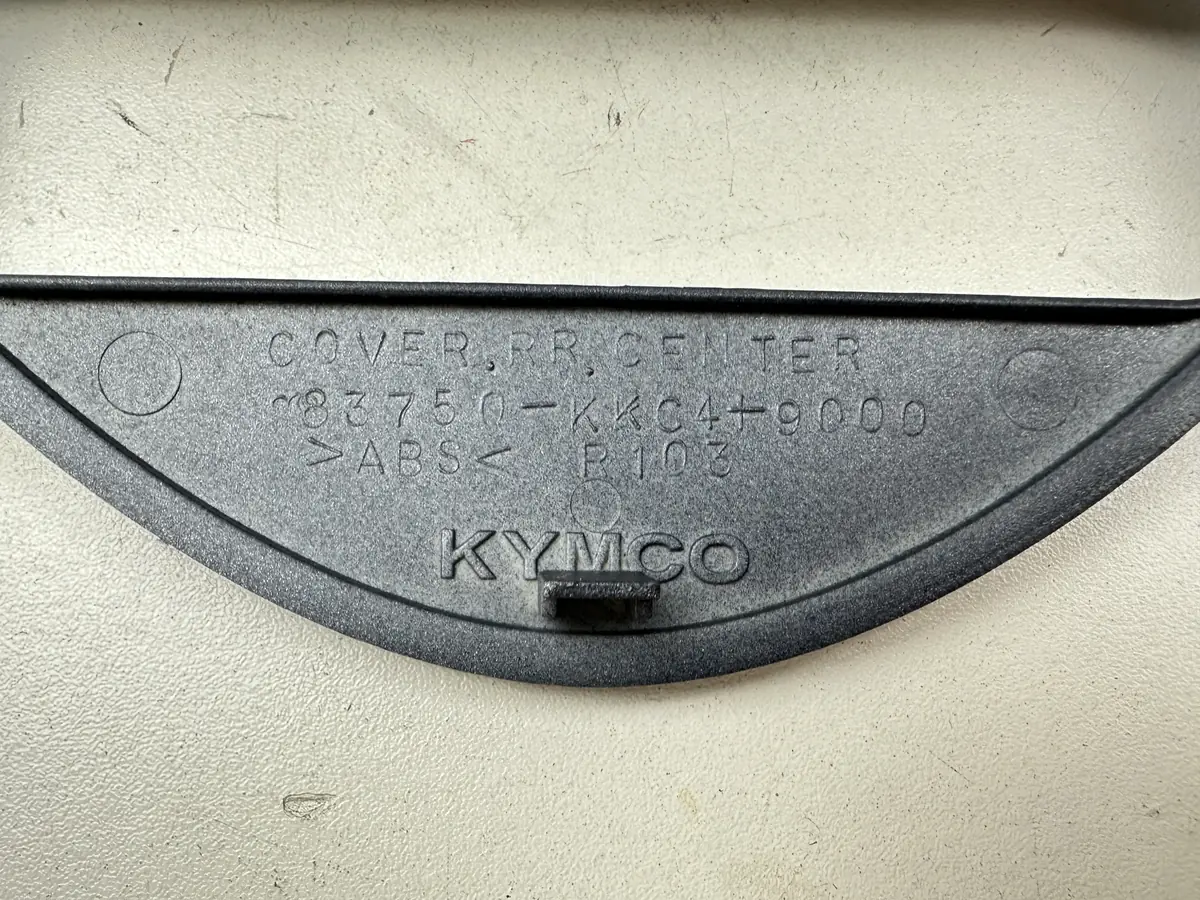 COVER,RR,CENTER
83750-KKC4-9000
>ABS< R103
KYMCO